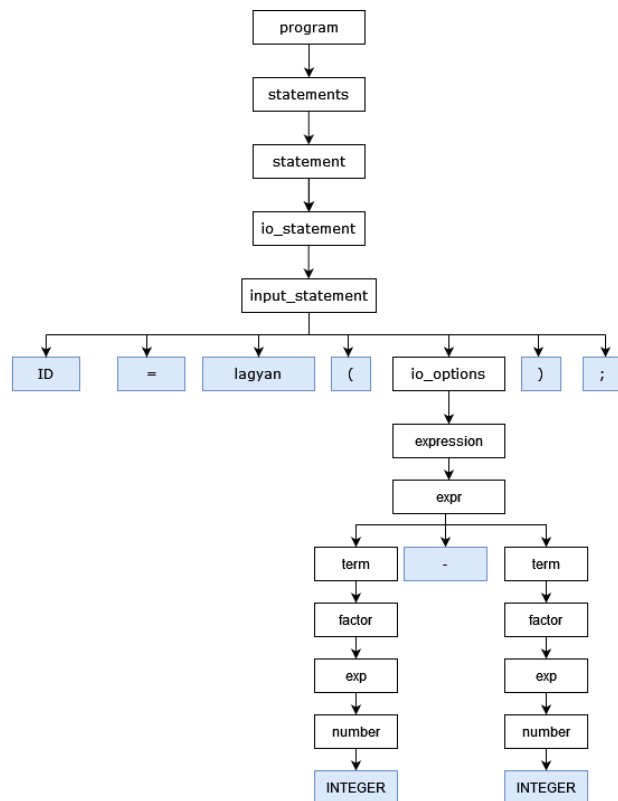 program
statements
statement
io_statement
input_statement
ID = lagyan ( io_options ) ;
expression
expr
term - term
factor factor
exp exp
number number
INTEGER INTEGER